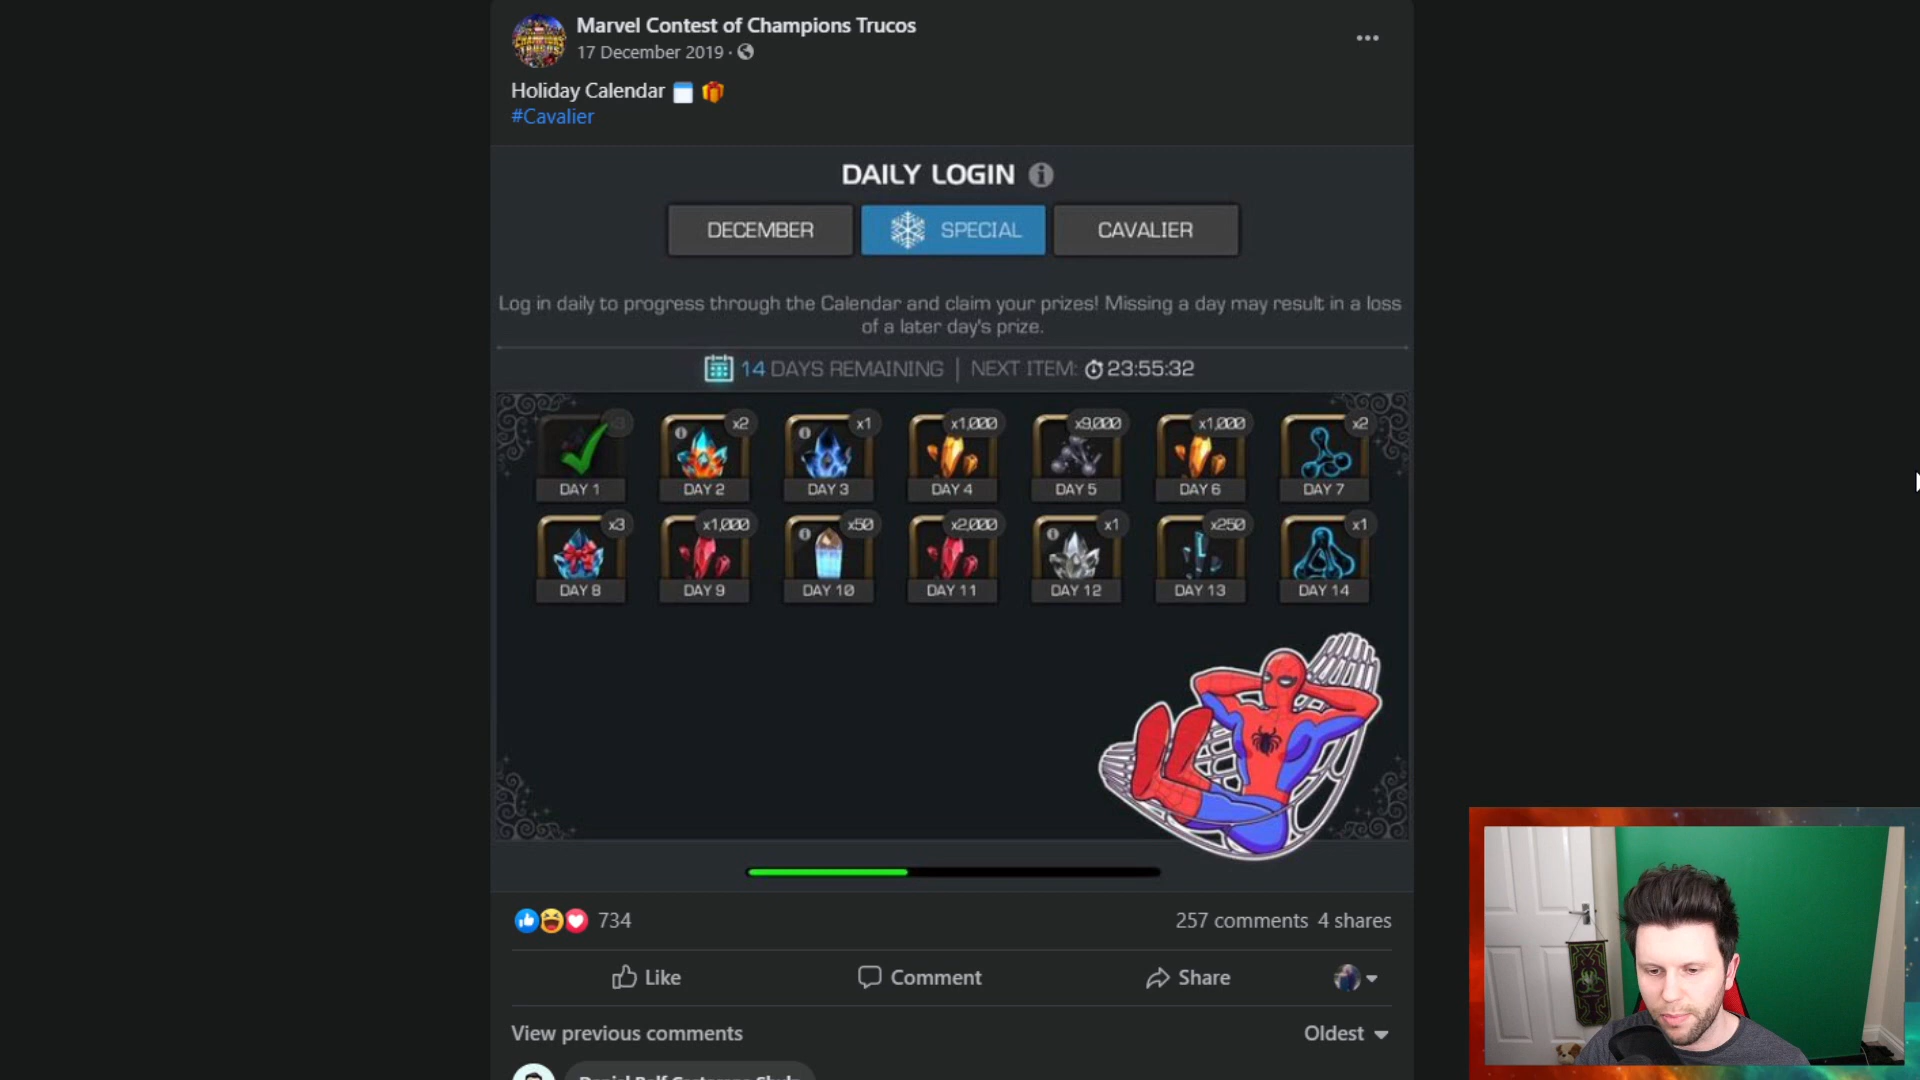 Marvel Contest of Champions Trucos
17 December 2019 ·
Holiday Calendar
#Cavalier
DAILY LOGIN
DECEMBER
SPECIAL
CAVALIER
Log in daily to progress through the Calendar and claim your prizes! Missing a day may result in a loss
of a later day's prize.
14 DAYS REMAINING | NEXT ITEM: 23:55:32
x3 x2 x1 x1,000 x9,000 x1,000 x2
DAY 1 DAY 2 DAY 3 DAY 4 DAY 5 DAY 6 DAY 7
x3 x1,000 x50 x2,000 x1 x250 x1
DAY 8 DAY 9 DAY 10 DAY 11 DAY 12 DAY 13 DAY 14
734
257 comments 4 shares
Like
Comment
Share
View previous comments
Oldest